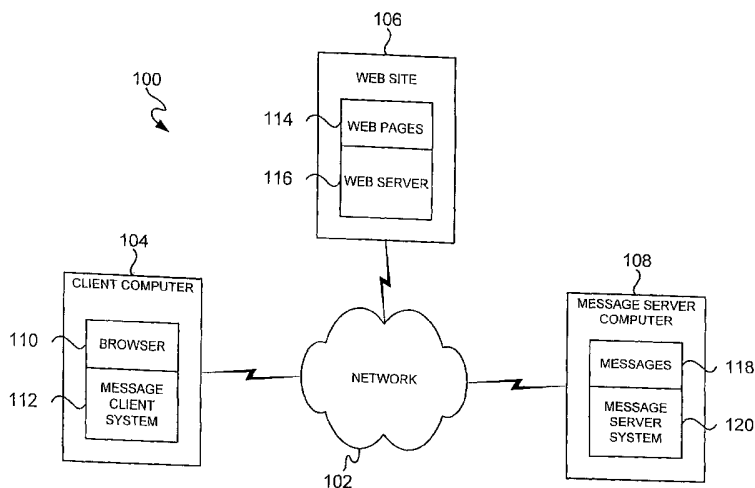 106
WEB SITE
100
114
WEB PAGES
116
WEB SERVER
104
CLIENT COMPUTER
110
BROWSER
112
MESSAGE
CLIENT
SYSTEM
NETWORK
102
108
MESSAGE SERVER
COMPUTER
MESSAGES
118
MESSAGE
SERVER
SYSTEM
120